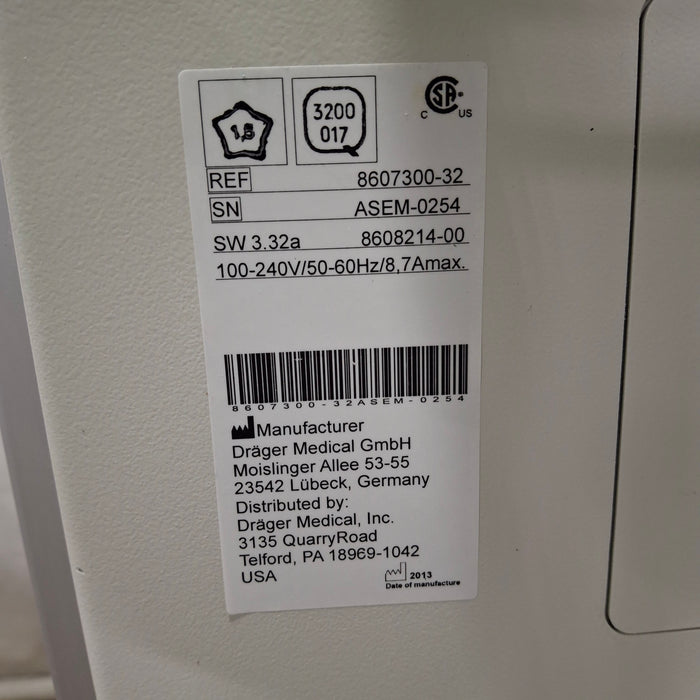 1,5
3200
017
CSA®
C US
REF 8607300-32
SN ASEM-0254
SW 3.32a 8608214-00
100-240V/50-60Hz/8,7Amax.
8607300-32ASEM-0254
Manufacturer
Dräger Medical GmbH
Moislinger Allee 53-55
23542 Lübeck, Germany
Distributed by:
Dräger Medical, Inc.
3135 QuarryRoad
Telford, PA 18969-1042
USA
2013
Date of manufacture